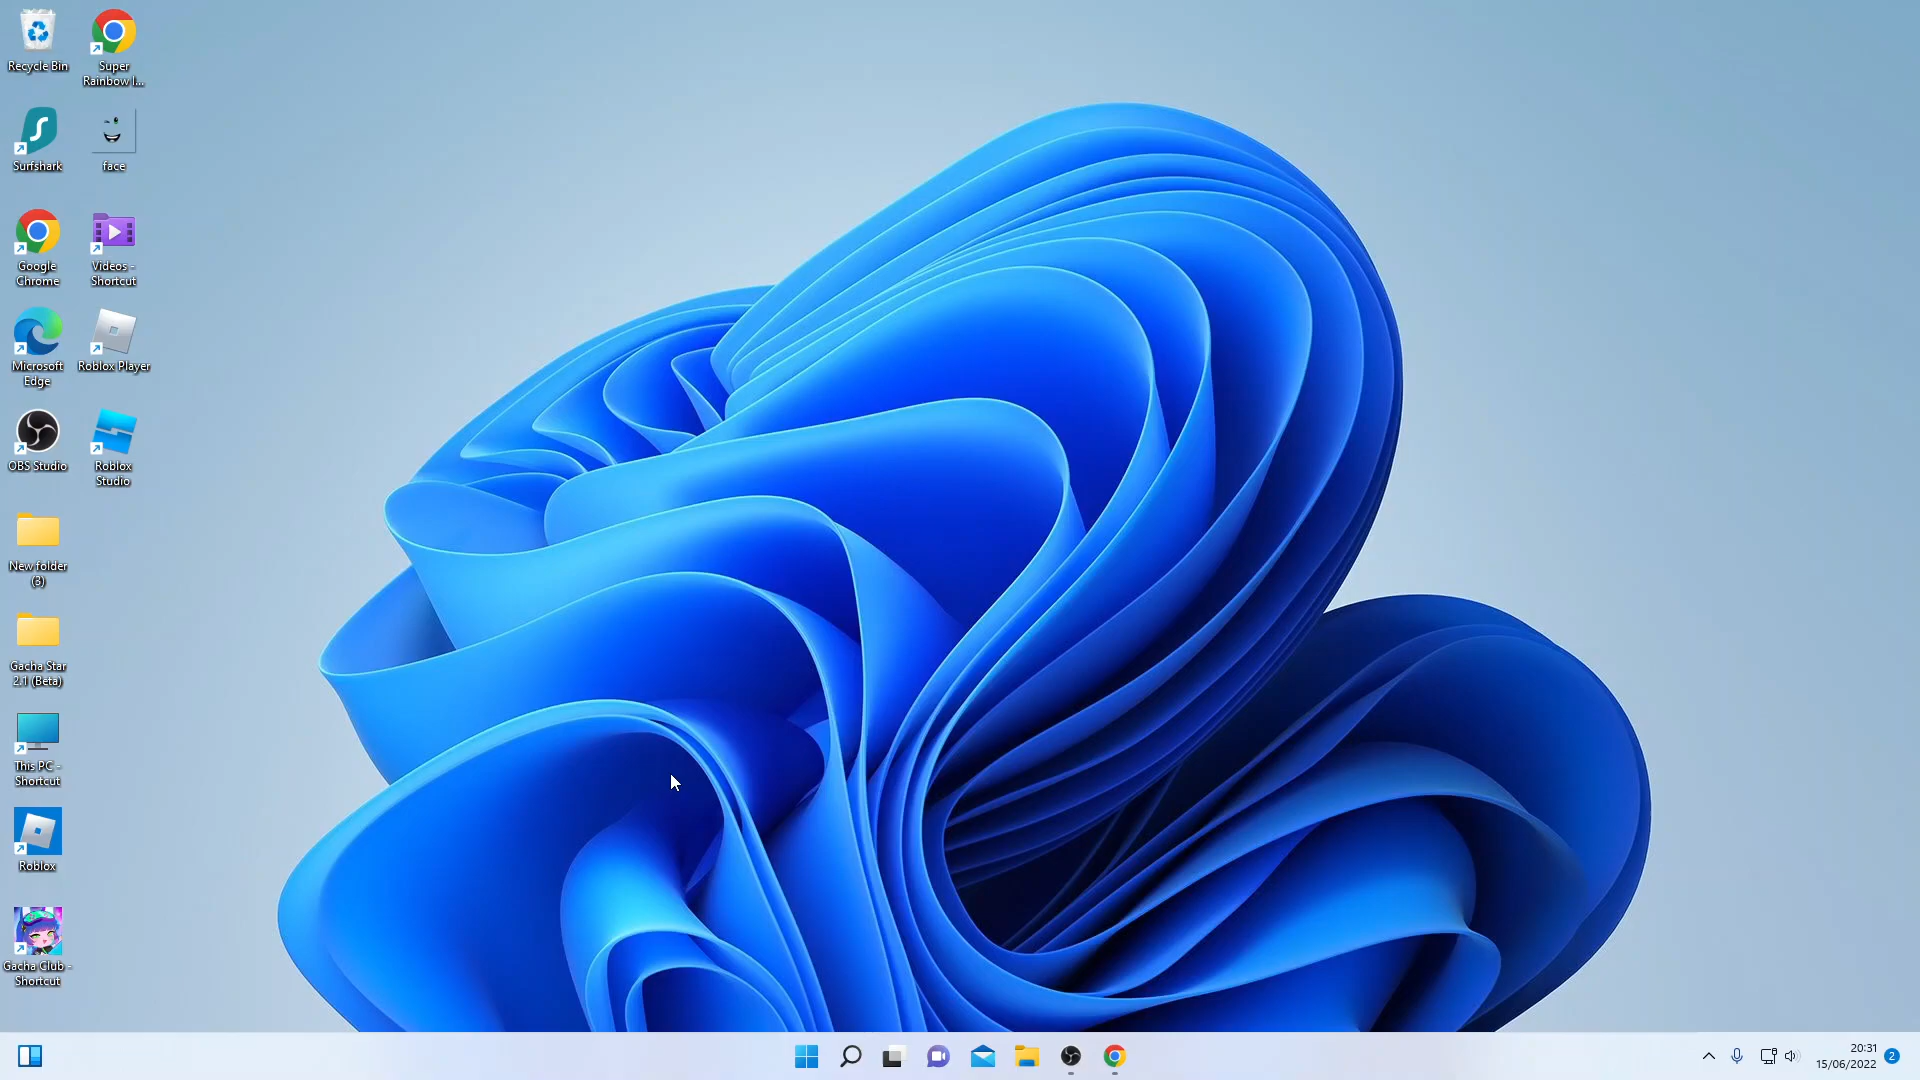 Recycle Bin
Super
Rainbow I...
Surfshark
face
Google
Chrome
Videos -
Shortcut
Microsoft
Edge
Roblox Player
OBS Studio
Roblox
Studio
New folder
(3)
Gacha Star
2.1 (Beta)
This PC -
Shortcut
Roblox
Gacha Club -
Shortcut
20:31
15/06/2022
2